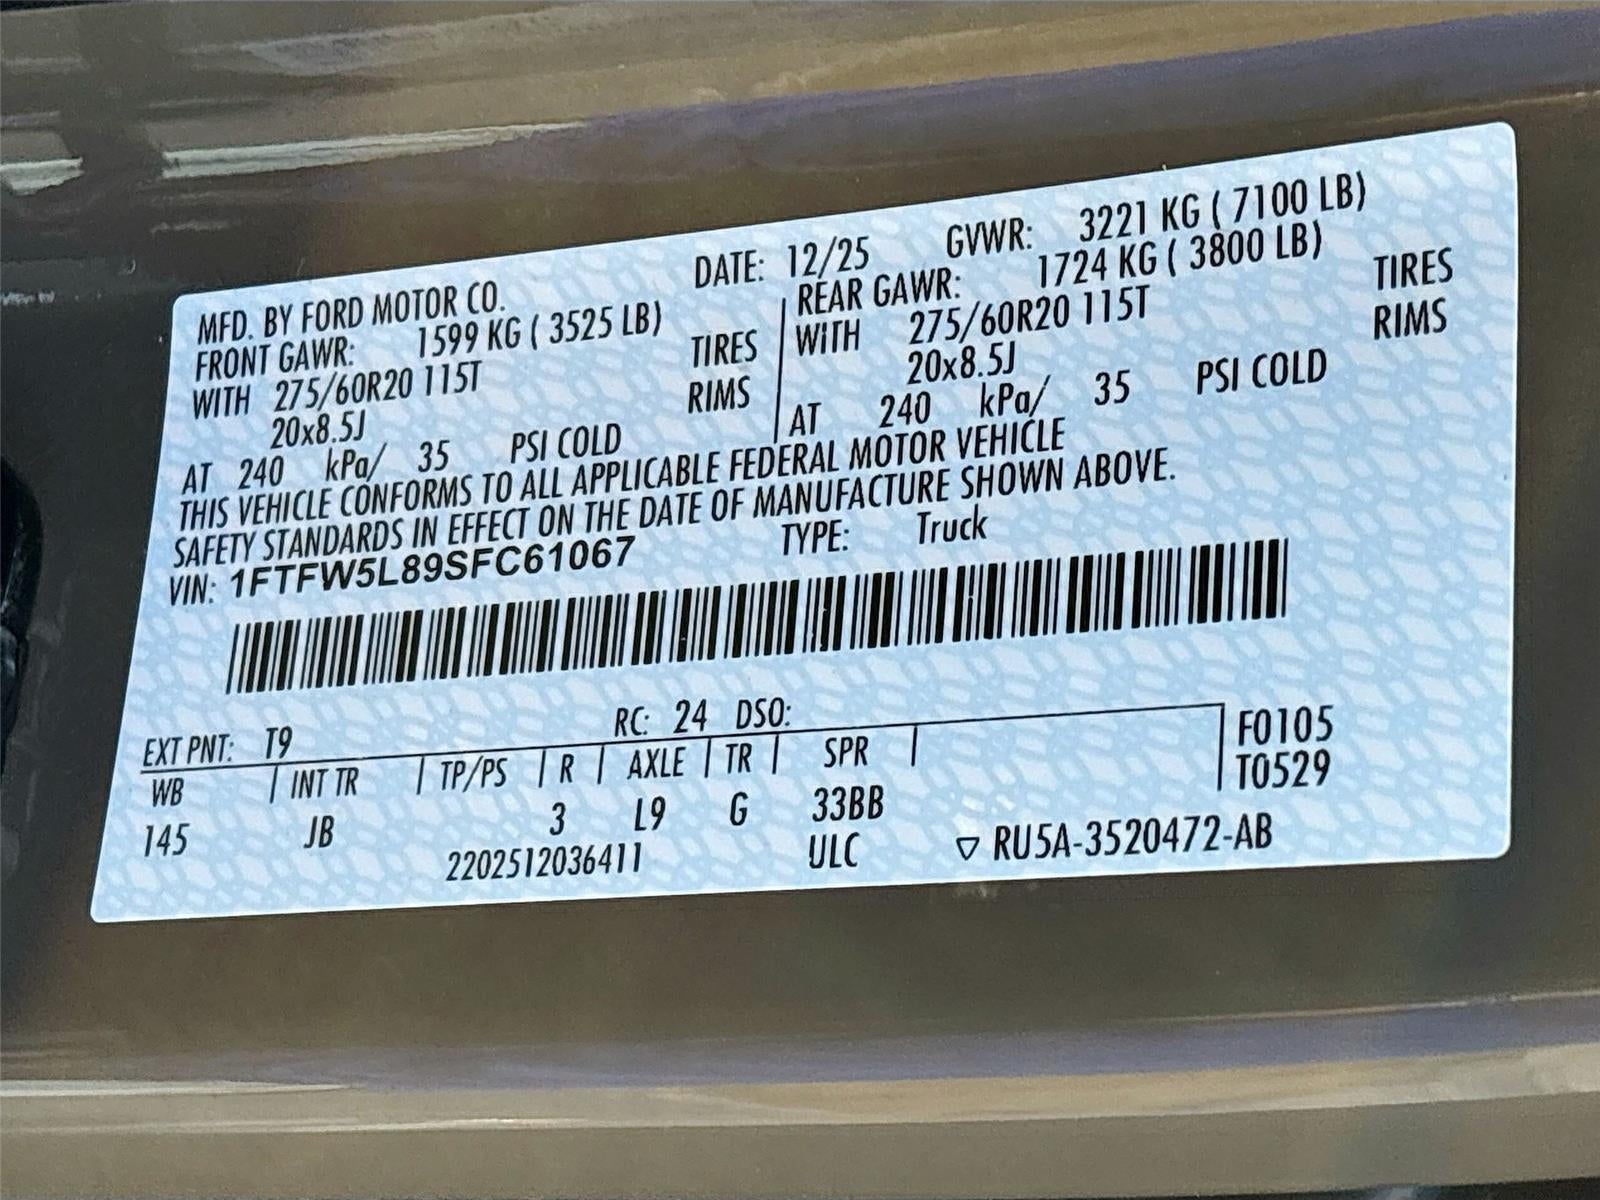 MFD. BY FORD MOTOR CO. DATE: 12/25 GVWR: 3221 KG ( 7100 LB)
FRONT GAWR: 1599 KG ( 3525 LB) REAR GAWR: 1724 KG ( 3800 LB)
WITH 275/60R20 115T TIRES WITH 275/60R20 115T TIRES
20x8.5J RIMS 20x8.5J RIMS
AT 240 kPa/ 35 PSI COLD AT 240 kPa/ 35 PSI COLD
THIS VEHICLE CONFORMS TO ALL APPLICABLE FEDERAL MOTOR VEHICLE
SAFETY STANDARDS IN EFFECT ON THE DATE OF MANUFACTURE SHOWN ABOVE.
VIN: 1FTFW5L89SFC61067 TYPE: Truck
EXT PNT: T9 RC: 24 DSO: F0105
WB INT TR TP/PS R AXLE TR SPR T0529
145 JB 3 L9 G 33BB
2202512036411 ULC ▽ RU5A-3520472-AB